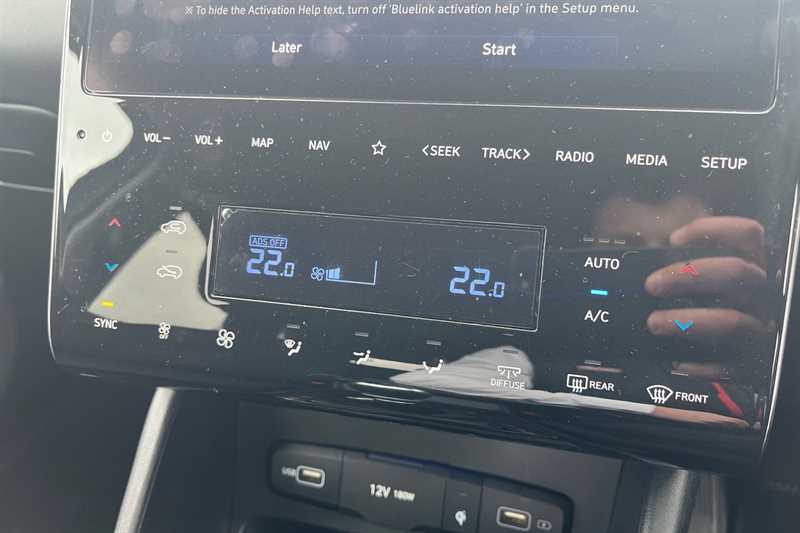 ※ To hide the Activation Help text, turn off 'Bluelink activation help' in the Setup menu.
Later Start
VOL− VOL+ MAP NAV ☆ <SEEK TRACK> RADIO MEDIA SETUP
ADS OFF
22.0 22.0
AUTO
A/C
SYNC
OFF
DIFFUSE
REAR
FRONT
USB
12V 180W